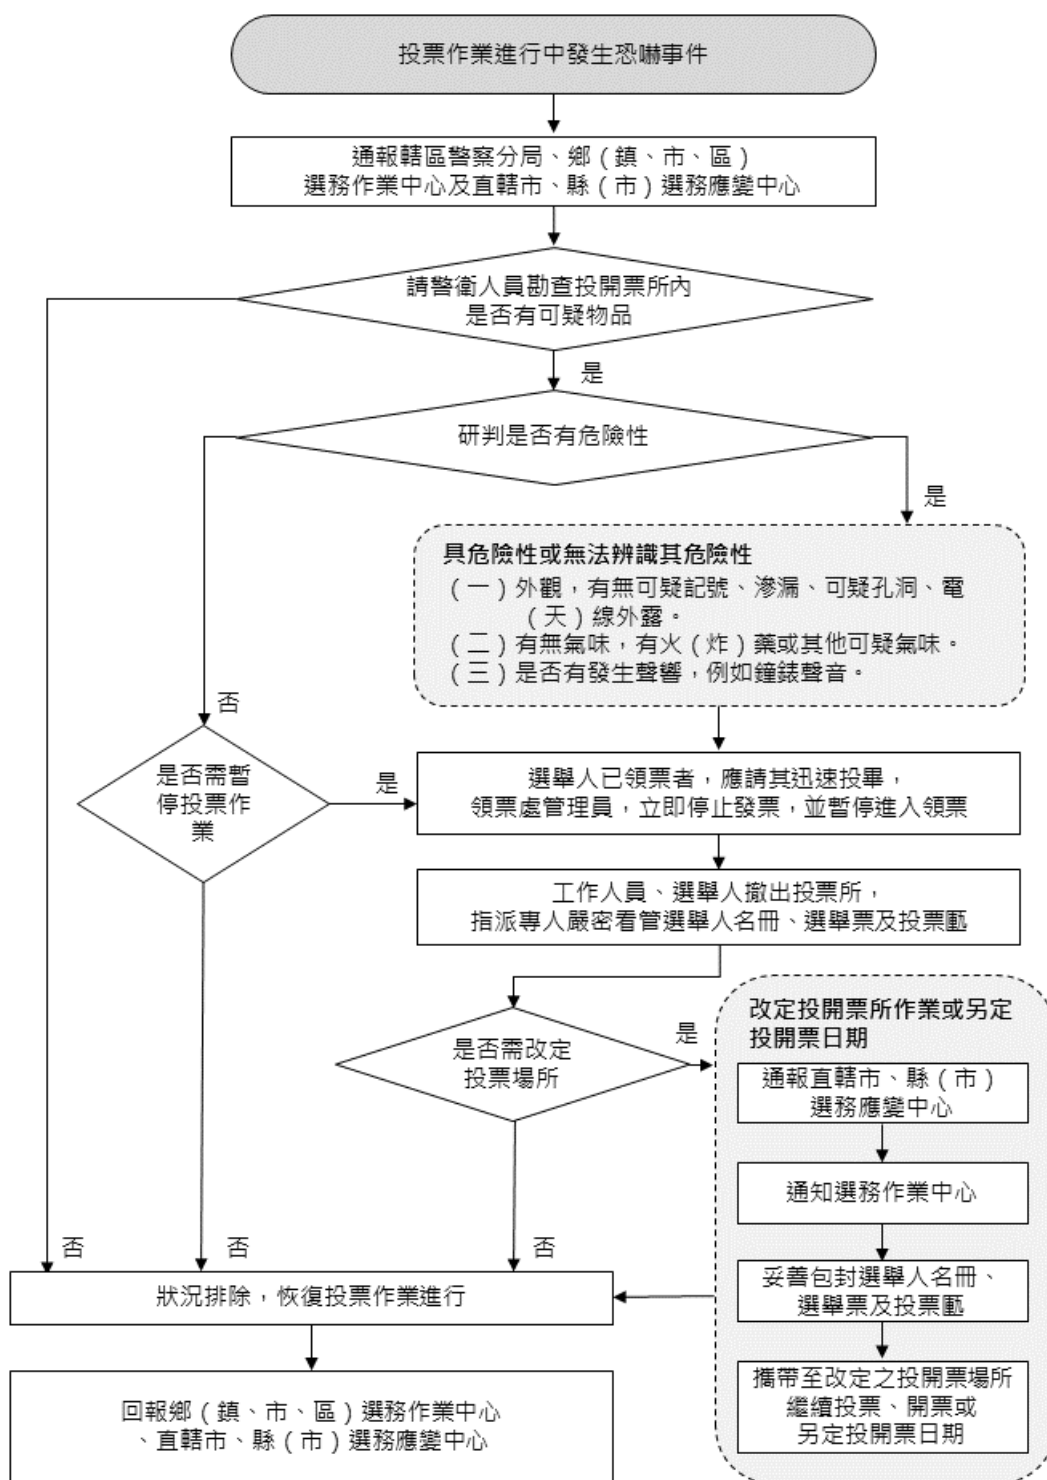 投票作業進行中發生恐嚇事件
通報轄區警察分局、鄉（鎮、市、區）
選務作業中心及直轄市、縣（市）選務應變中心
請警衛人員勘查投開票所內
是否有可疑物品
是
研判是否有危險性
是
具危險性或無法辨識其危險性
（一）外觀，有無可疑記號、滲漏、可疑孔洞、電
（天）線外露。
（二）有無氣味，有火（炸）藥或其他可疑氣味。
（三）是否有發生聲響，例如鐘錶聲音。
否
是否需暫
停投票作
業
是
選舉人已領票者，應請其迅速投畢，
領票處管理員，立即停止發票，並暫停進入領票
工作人員、選舉人撤出投票所，
指派專人嚴密看管選舉人名冊、選舉票及投票匭
是否需改定
投票場所
是
改定投開票所作業或另定
投開票日期
通報直轄市、縣（市）
選務應變中心
通知選務作業中心
妥善包封選舉人名冊、
選舉票及投票匭
攜帶至改定之投開票場所
繼續投票、開票或
另定投開票日期
否
否
否
狀況排除，恢復投票作業進行
回報鄉（鎮、市、區）選務作業中心
、直轄市、縣（市）選務應變中心